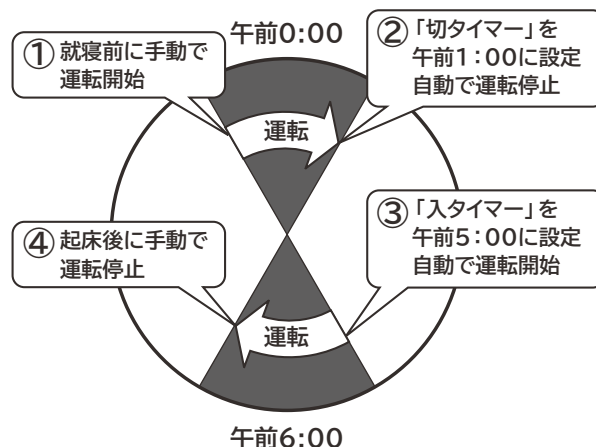 午前0:00
① 就寝前に手動で
運転開始
② 「切タイマー」を
午前1：00に設定
自動で運転停止
運転
③ 「入タイマー」を
午前5：00に設定
自動で運転開始
④ 起床後に手動で
運転停止
運転
午前6:00